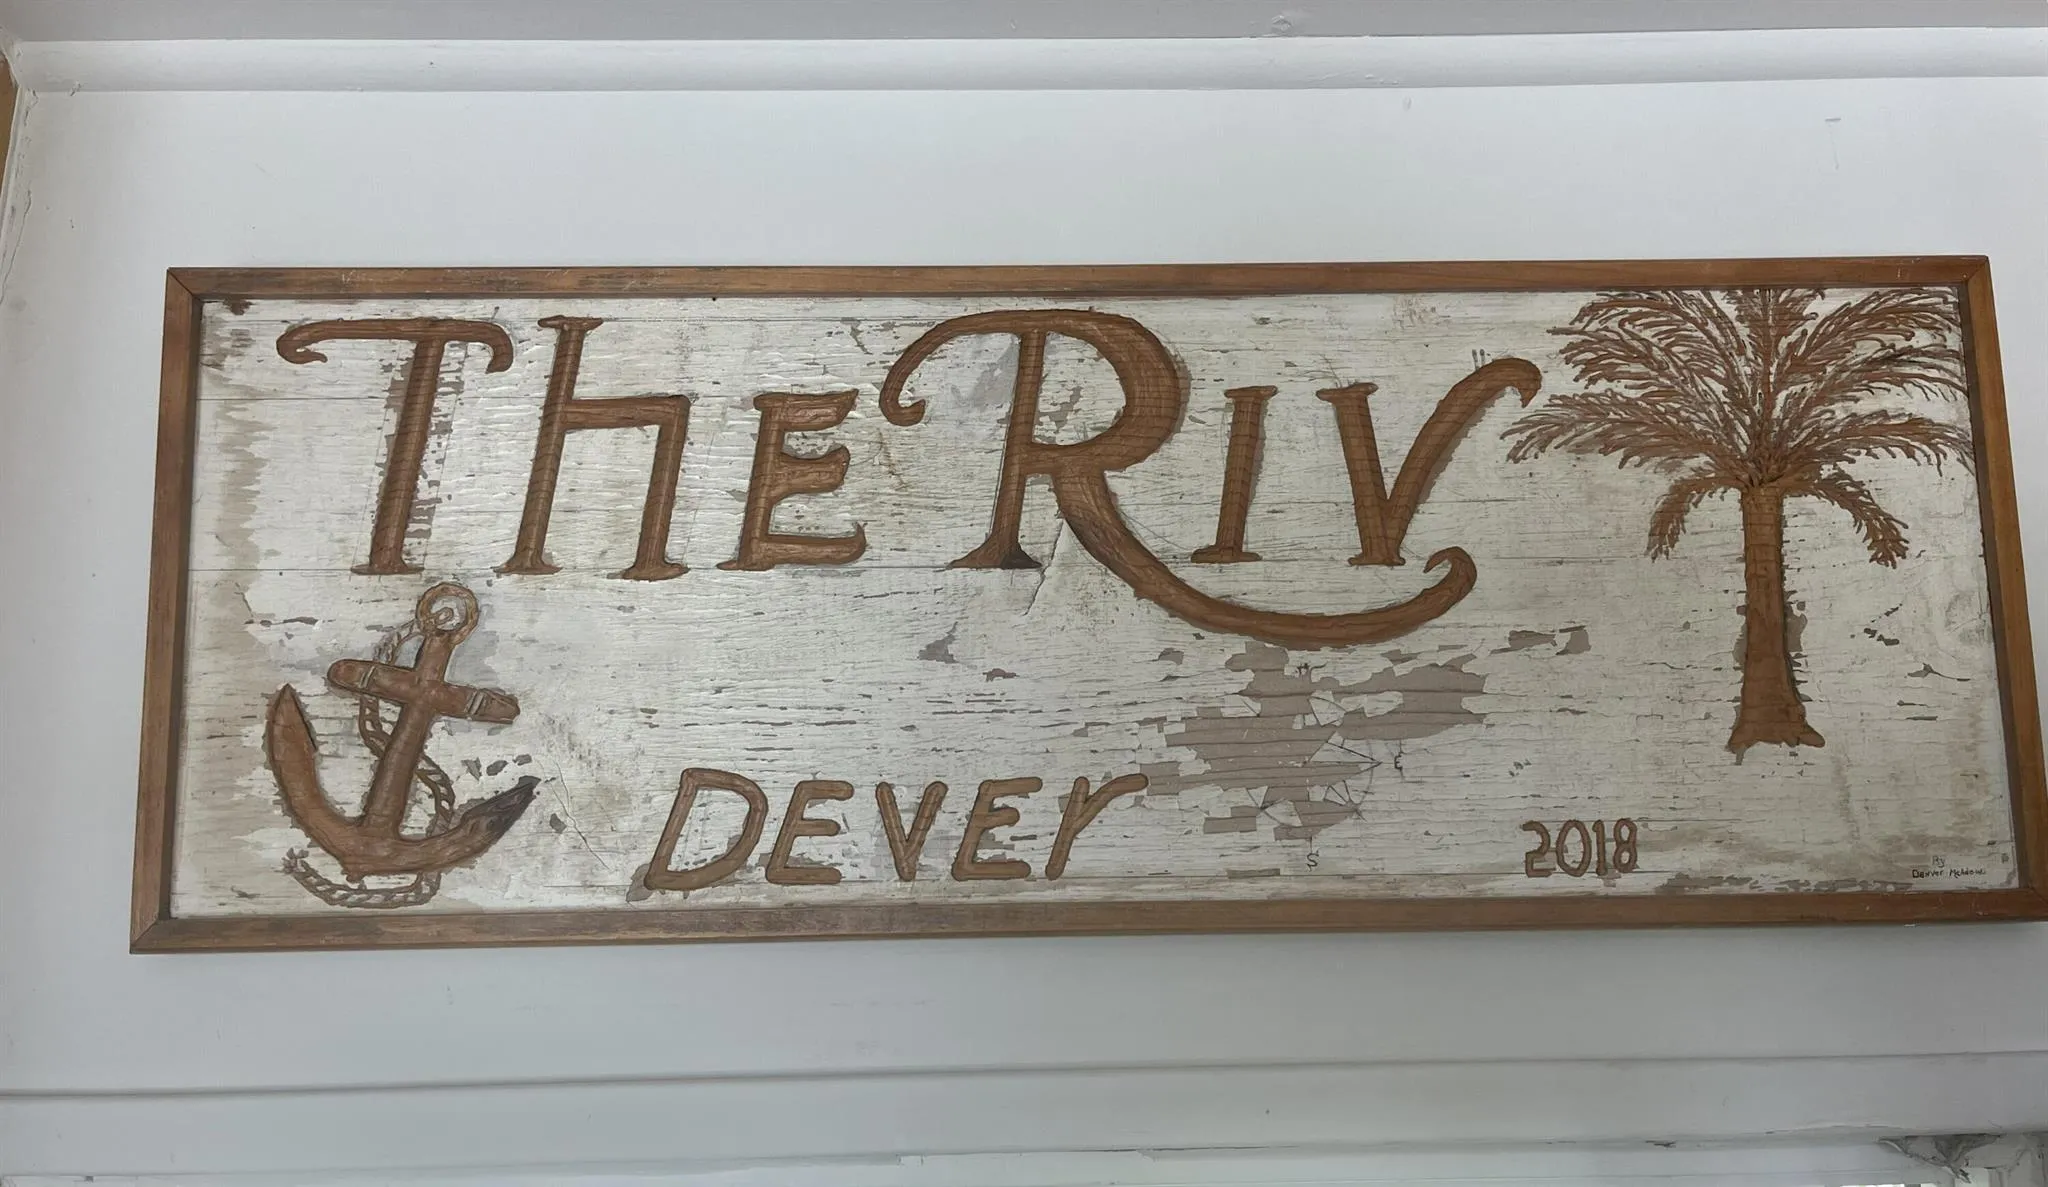 The Riv
N
E
S
DEVEr
2018
By
Denver Meadows